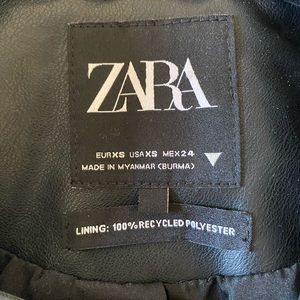 ZARA
EUR XS USA XS MEX 24
MADE IN MYANMAR (BURMA)
LINING: 100% RECYCLED POLYESTER